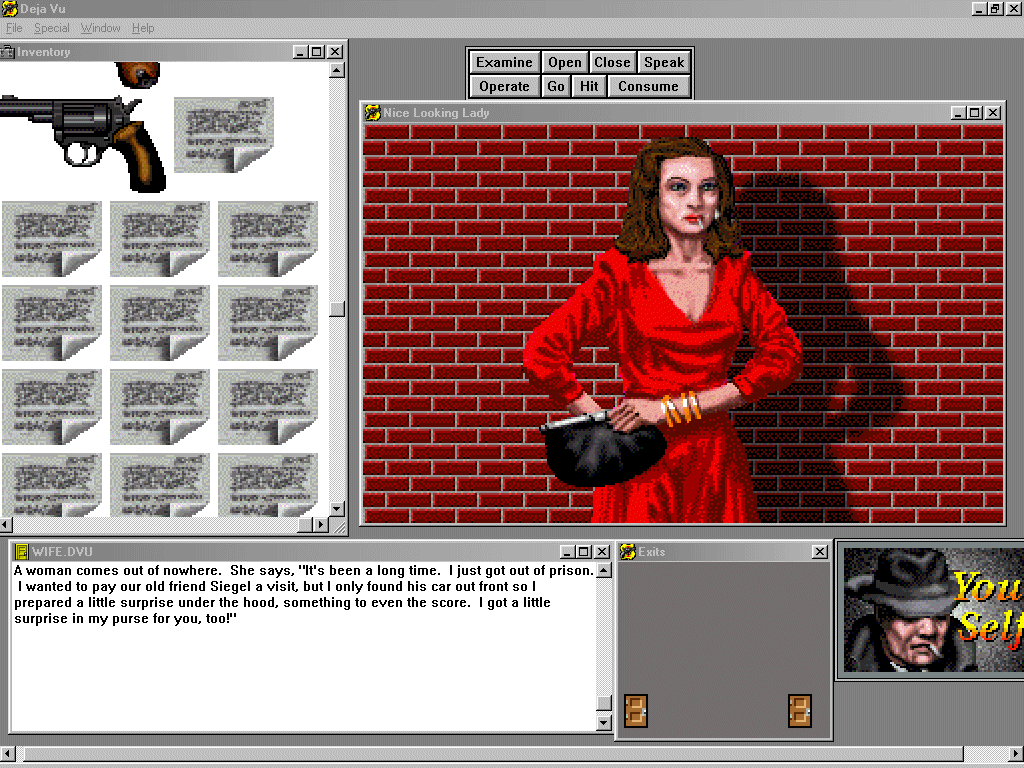 Deja Vu
File Special Window Help
Inventory
Examine Open Close Speak
Operate Go Hit Consume
Nice Looking Lady
WIFE.DVU
A woman comes out of nowhere.  She says, "It's been a long time.  I just got out of prison.
I wanted to pay our old friend Siegel a visit, but I only found his car out front so I
prepared a little surprise under the hood, something to even the score.  I got a little
surprise in my purse for you, too!"
Exits
You
Self